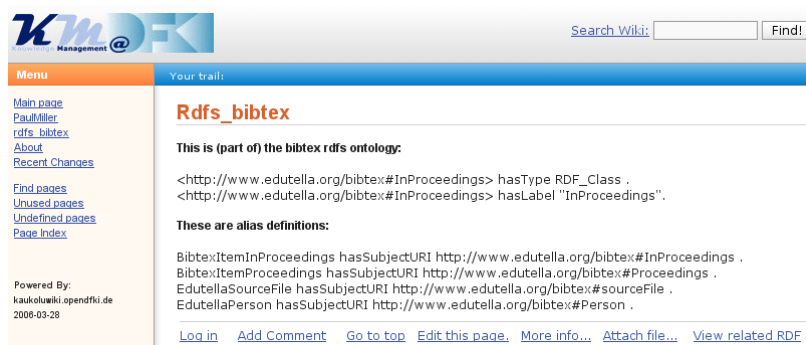 KM@DFKI
Knowledge Management
Search Wiki: Find!
Menu
Your trail:
Main page
PaulMiller
rdfs_bibtex
About
Recent Changes
Find pages
Unused pages
Undefined pages
Page Index
Powered By:
kaukoluwiki.opendfki.de
2006-03-28
Rdfs_bibtex
This is (part of) the bibtex rdfs ontology:
<http://www.edutella.org/bibtex#InProceedings> hasType RDF_Class .
<http://www.edutella.org/bibtex#InProceedings> hasLabel "InProceedings".
These are alias definitions:
BibtexItemInProceedings hasSubjectURI http://www.edutella.org/bibtex#InProceedings .
BibtexItemProceedings hasSubjectURI http://www.edutella.org/bibtex#Proceedings .
EdutellaSourceFile hasSubjectURI http://www.edutella.org/bibtex#sourceFile .
EdutellaPerson hasSubjectURI http://www.edutella.org/bibtex#Person .
Log in Add Comment Go to top Edit this page. More info... Attach file... View related RDF